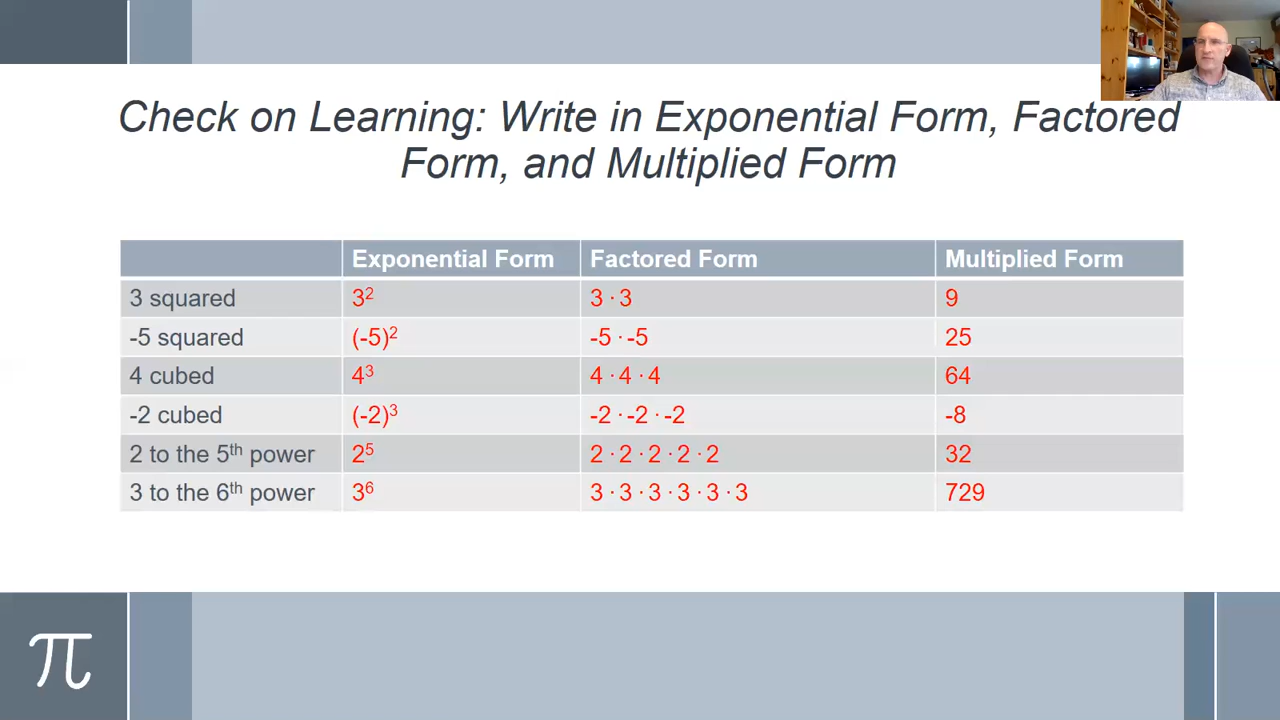 Check on Learning: Write in Exponential Form, Factored
Form, and Multiplied Form
Exponential Form Factored Form Multiplied Form
3 squared 3² 3 · 3 9
-5 squared (-5)² -5 · -5 25
4 cubed 4³ 4 · 4 · 4 64
-2 cubed (-2)³ -2 · -2 · -2 -8
2 to the 5ᵗʰ power 2⁵ 2 · 2 · 2 · 2 · 2 32
3 to the 6ᵗʰ power 3⁶ 3 · 3 · 3 · 3 · 3 · 3 729
π